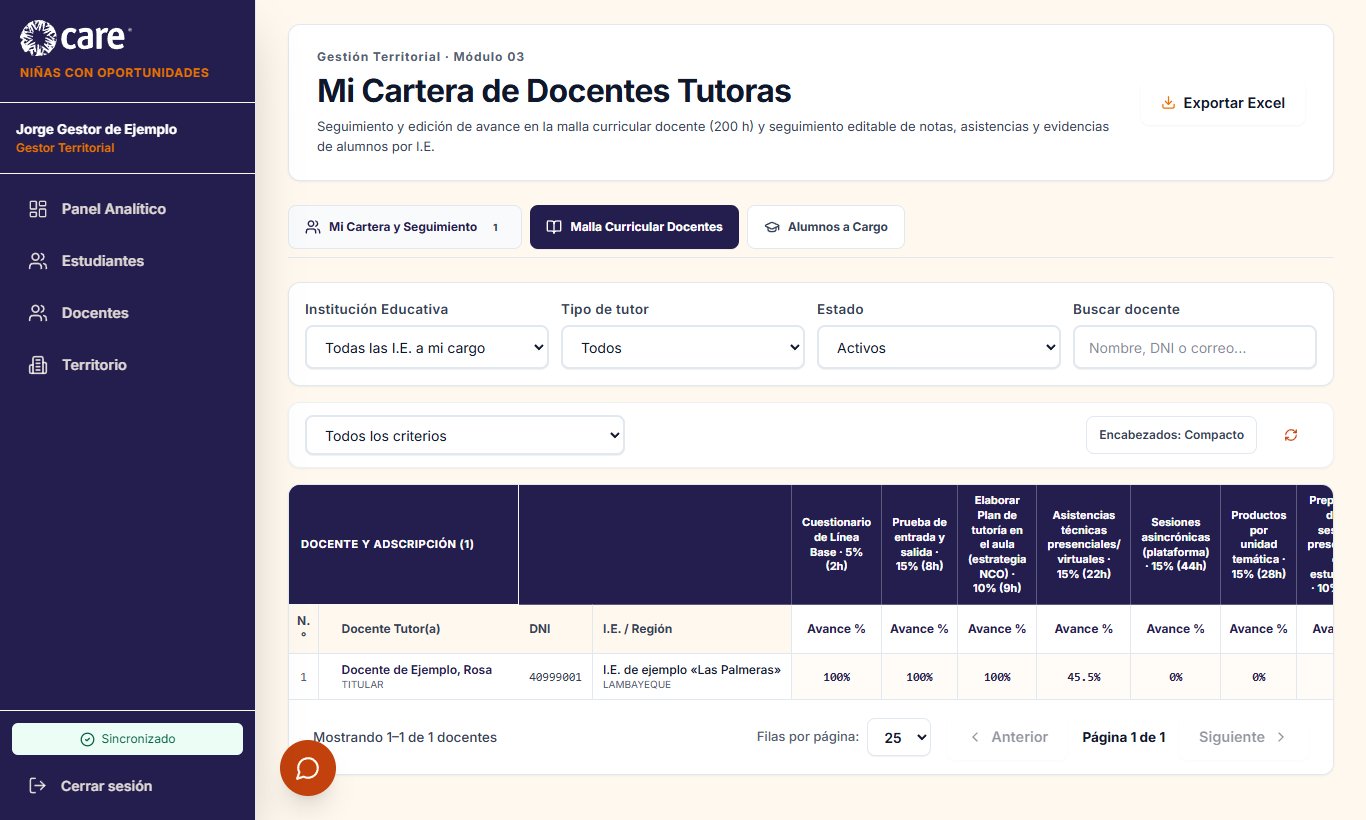 care
NIÑAS CON OPORTUNIDADES
Jorge Gestor de Ejemplo
Gestor Territorial
Panel Analítico
Estudiantes
Docentes
Territorio
Sincronizado
Cerrar sesión
Gestión Territorial · Módulo 03
Mi Cartera de Docentes Tutoras
Seguimiento y edición de avance en la malla curricular docente (200 h) y seguimiento editable de notas, asistencias y evidencias
de alumnos por I.E.
Exportar Excel
Mi Cartera y Seguimiento 1
Malla Curricular Docentes
Alumnos a Cargo
Institución Educativa
Todas las I.E. a mi cargo
Tipo de tutor
Todos
Estado
Activos
Buscar docente
Nombre, DNI o correo...
Todos los criterios
Encabezados: Compacto
DOCENTE Y ADSCRIPCIÓN (1)
Cuestionario
de Línea
Base · 5%
(2h)
Prueba de
entrada y
salida ·
15% (8h)
Elaborar
Plan de
tutoría en
el aula
(estrategia
NCO) ·
10% (9h)
Asistencias
técnicas
presenciales/
virtuales ·
15% (22h)
Sesiones
asincrónicas
(plataforma)
· 15% (44h)
Productos
por
unidad
temática ·
15% (28h)
N.
°
Docente Tutor(a)
DNI
I.E. / Región
Avance %
Avance %
Avance %
Avance %
Avance %
Avance %
1
Docente de Ejemplo, Rosa
TITULAR
40999001
I.E. de ejemplo «Las Palmeras»
LAMBAYEQUE
100%
100%
100%
45.5%
0%
0%
Mostrando 1–1 de 1 docentes
Filas por página: 25
Anterior
Página 1 de 1
Siguiente